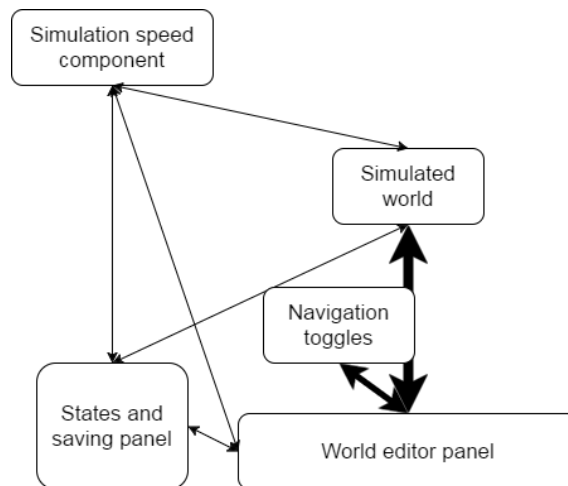 Simulation speed
component
Simulated
world
Navigation
toggles
States and
saving panel
World editor panel